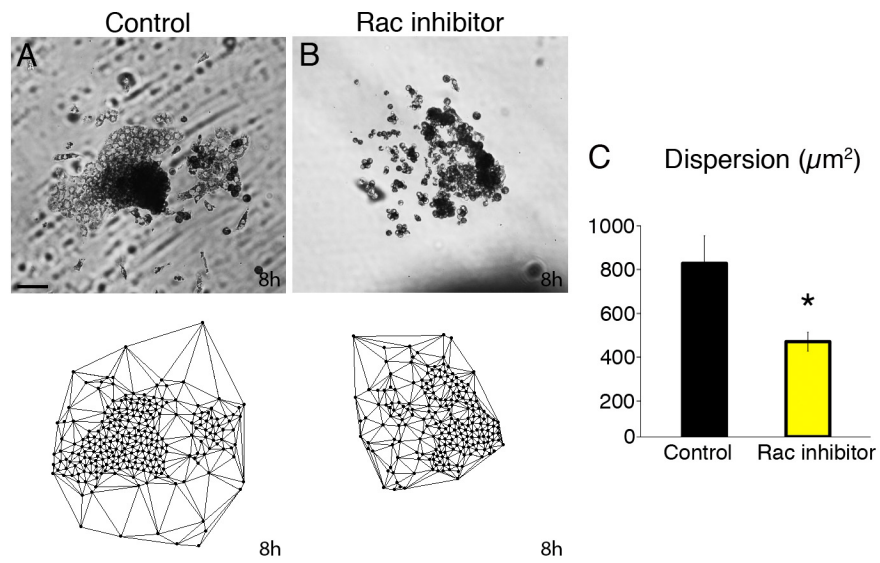 Control
Rac inhibitor
A
B
8h
8h
C
Dispersion (µm²)
1000
800
600
400
200
0
*
Control
Rac inhibitor
8h
8h